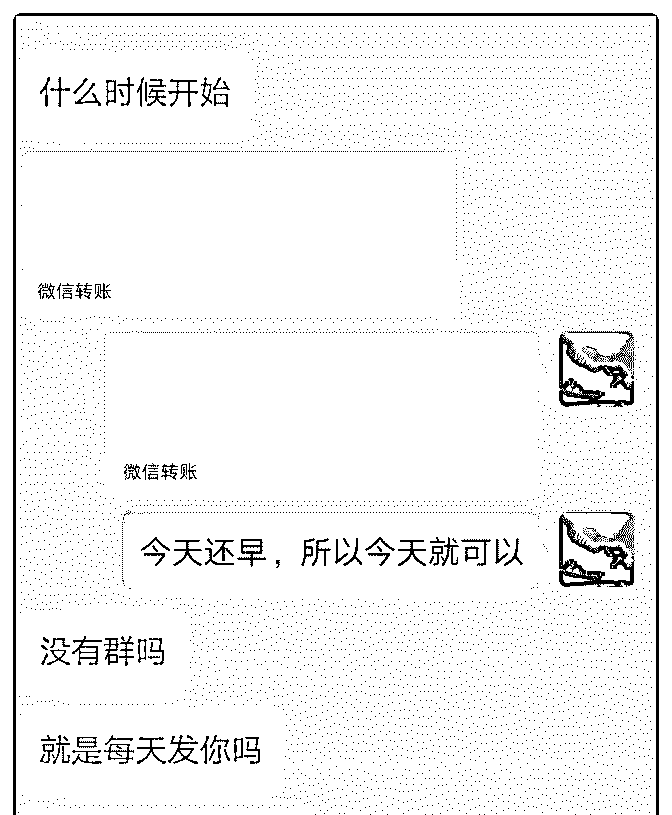 什么时候开始
微信转账
微信转账
今天还早，所以今天就可以
没有群吗
就是每天发你吗